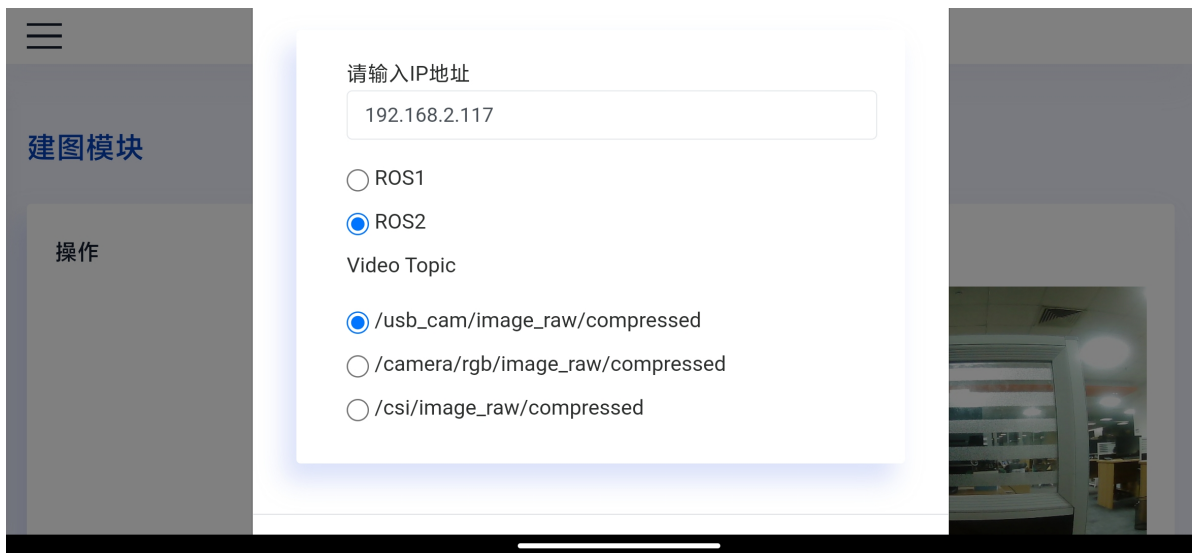 请输入IP地址
192.168.2.117
ROS1
建图模块
ROS2
操作
Video Topic
/usb_cam/image_raw/compressed
/camera/rgb/image_raw/compressed
/csi/image_raw/compressed